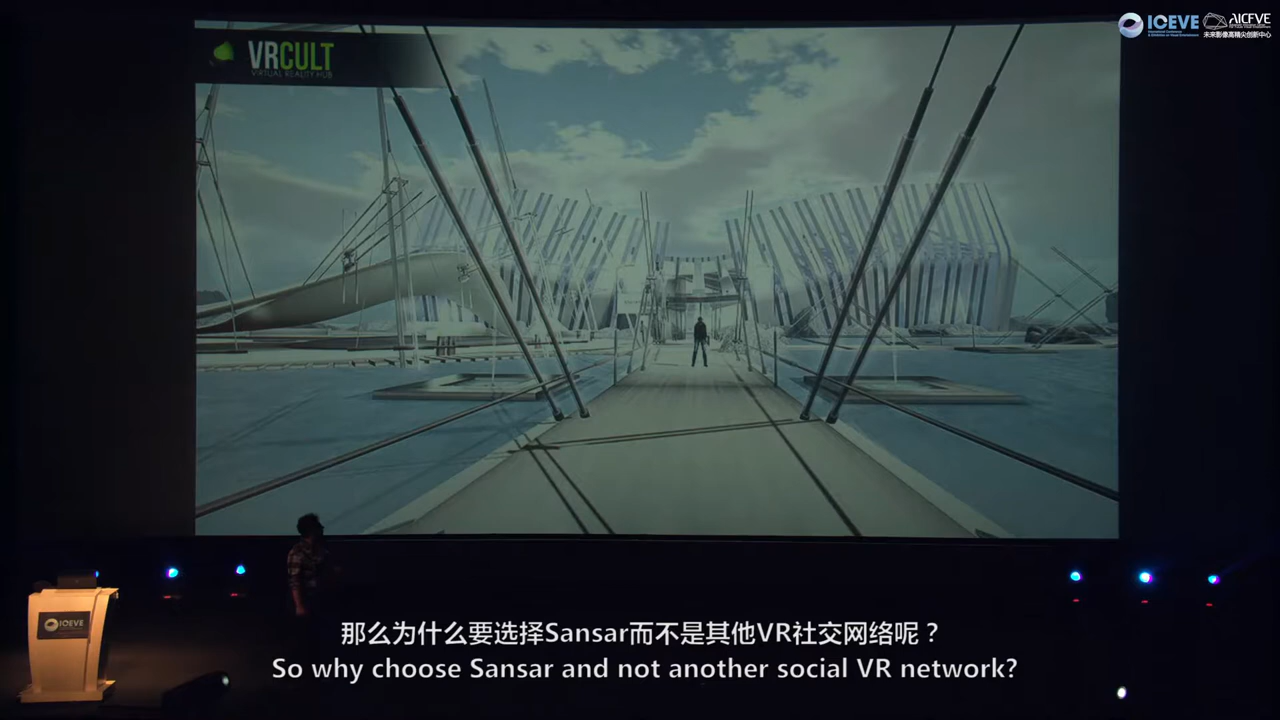 VRCULT
VIRTUAL REALITY HUB
ICEVE
AICFVE
未来影像高精尖创新中心
ICEVE
那么为什么要选择Sansar而不是其他VR社交网络呢？
So why choose Sansar and not another social VR network?